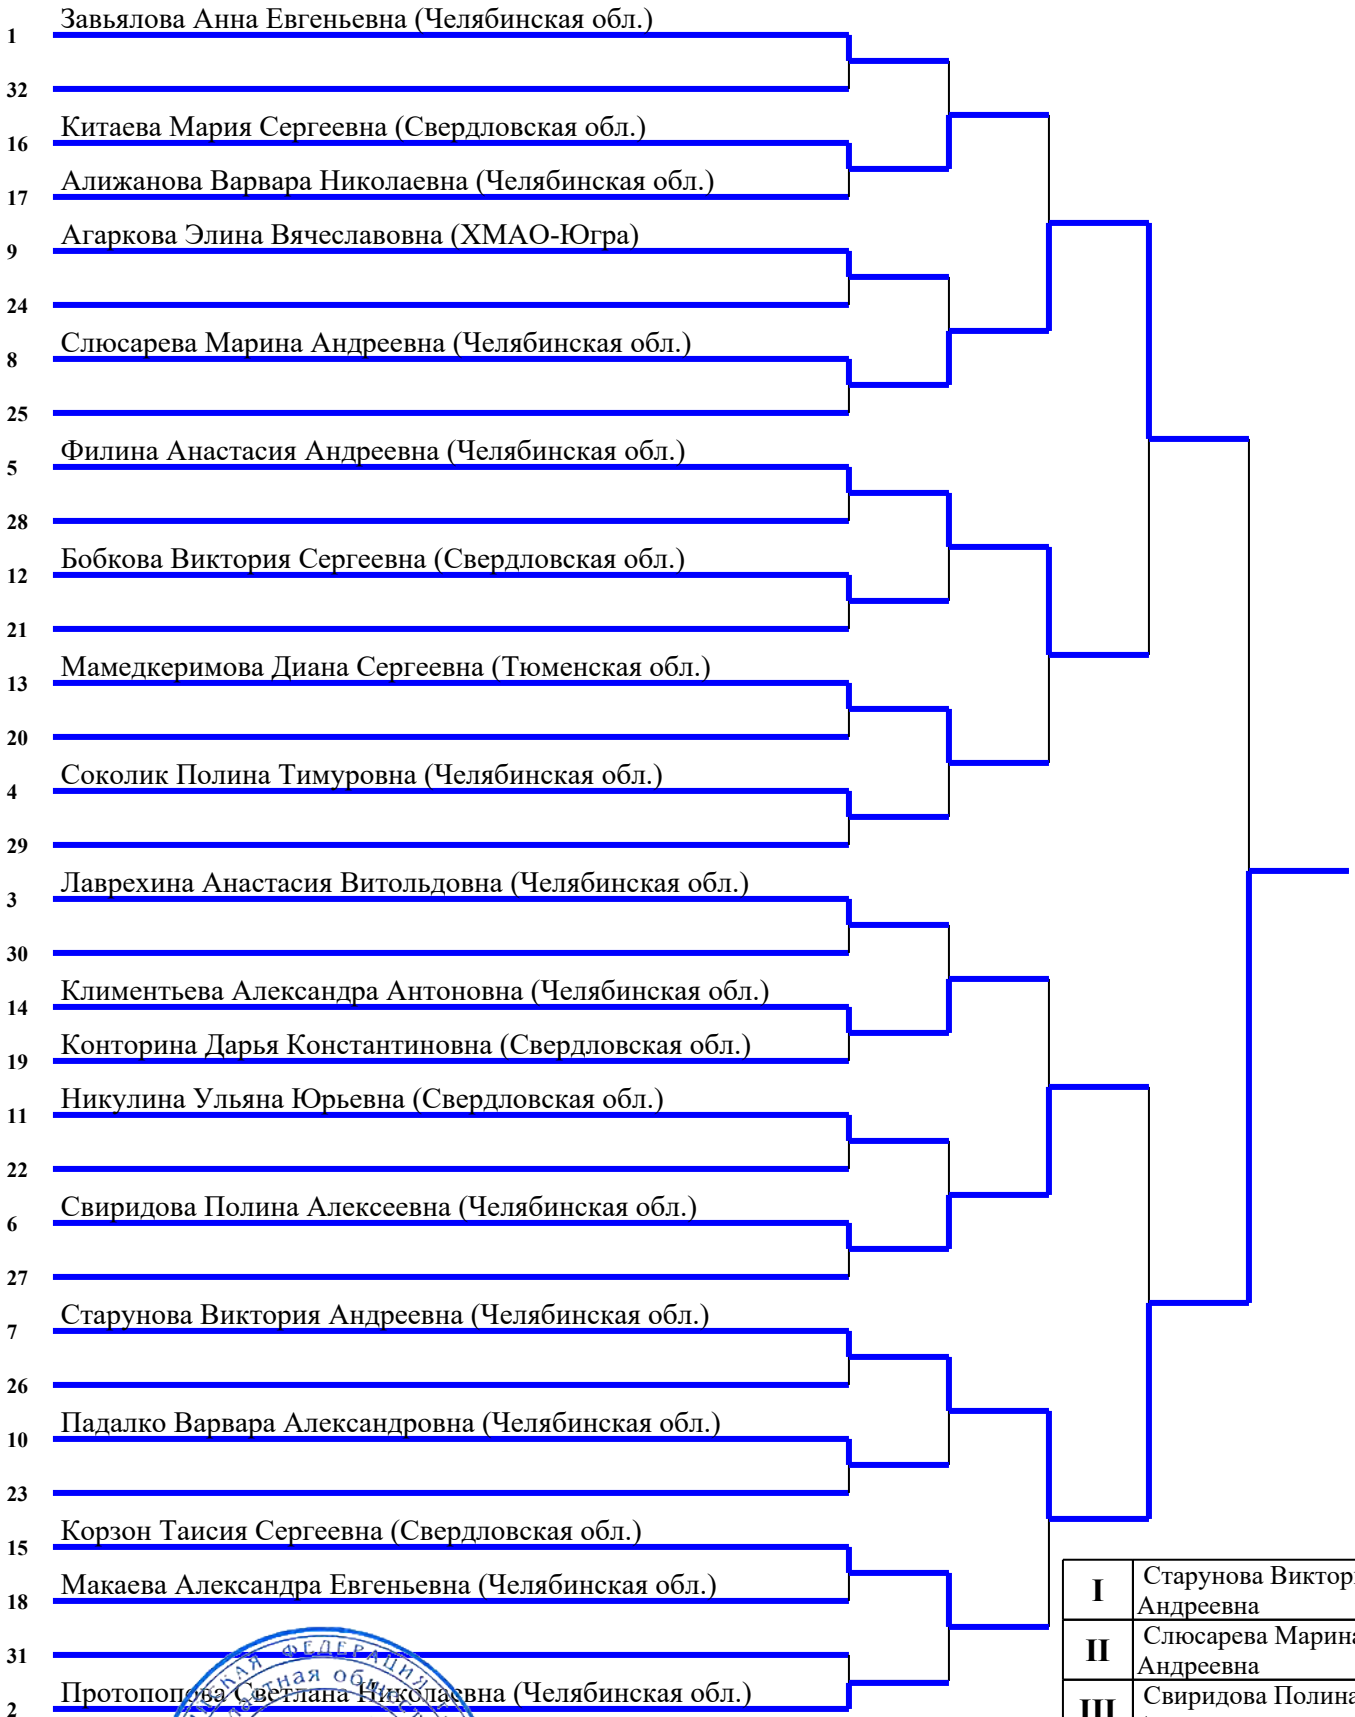 Завьялова Анна Евгеньевна (Челябинская обл.)
1
32
Китаева Мария Сергеевна (Свердловская обл.)
16
Алижанова Варвара Николаевна (Челябинская обл.)
17
Агаркова Элина Вячеславовна (ХМАО-Югра)
9
24
Слюсарева Марина Андреевна (Челябинская обл.)
8
25
Филина Анастасия Андреевна (Челябинская обл.)
5
28
Бобкова Виктория Сергеевна (Свердловская обл.)
12
21
Мамедкеримова Диана Сергеевна (Тюменская обл.)
13
20
Соколик Полина Тимуровна (Челябинская обл.)
4
29
Лаврехина Анастасия Витольдовна (Челябинская обл.)
3
30
Климентьева Александра Антоновна (Челябинская обл.)
14
Конторина Дарья Константиновна (Свердловская обл.)
19
Никулина Ульяна Юрьевна (Свердловская обл.)
11
22
Свиридова Полина Алексеевна (Челябинская обл.)
6
27
Старунова Виктория Андреевна (Челябинская обл.)
7
26
Падалко Варвара Александровна (Челябинская обл.)
10
23
Корзон Таисия Сергеевна (Свердловская обл.)
15
Макаева Александра Евгеньевна (Челябинская обл.)
18
31
Протопопова Светлана Николаевна (Челябинская обл.)
2
I
Старунова Виктор
Андреевна
II
Слюсарева Марина
Андреевна
III
Свиридова Полина
ФЕДЕРАЦИЯ